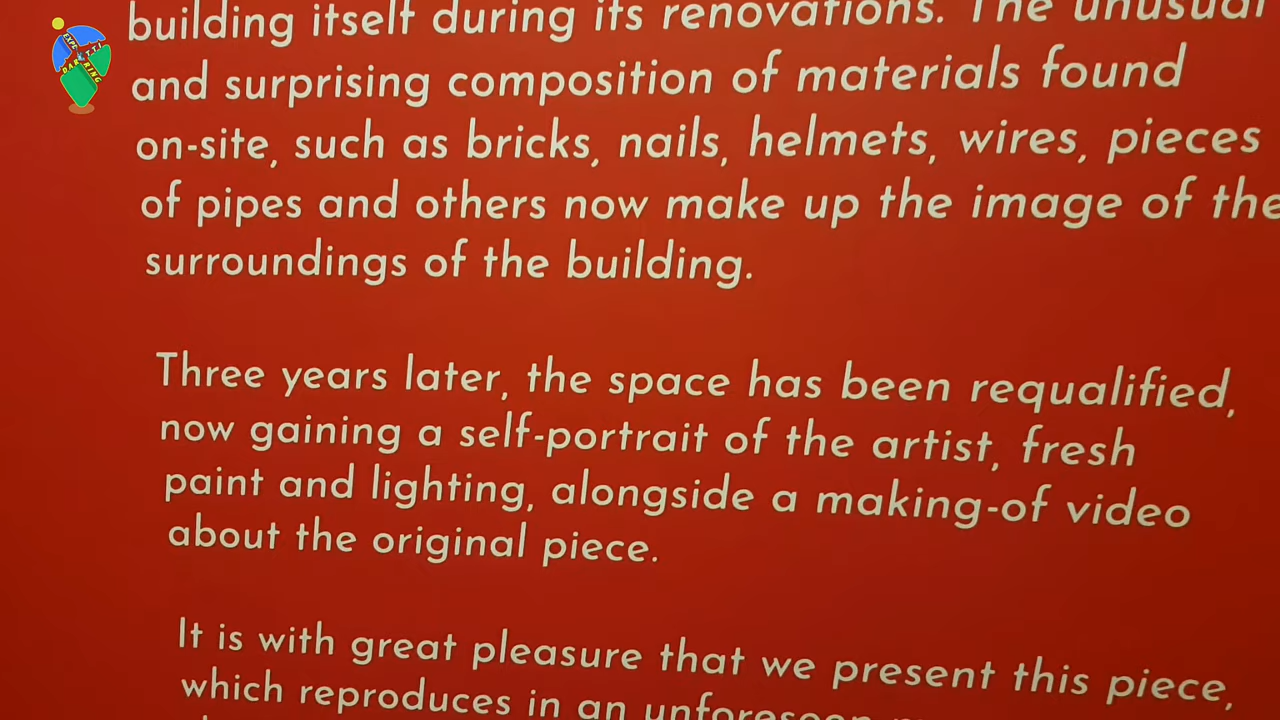 building itself during its renovations. The unusual
and surprising composition of materials found
on-site, such as bricks, nails, helmets, wires, pieces
of pipes and others now make up the image of the
surroundings of the building.
Three years later, the space has been requalified,
now gaining a self-portrait of the artist, fresh
paint and lighting, alongside a making-of video
about the original piece.
It is with great pleasure that we present this piece,
which reproduces in an unforeseen